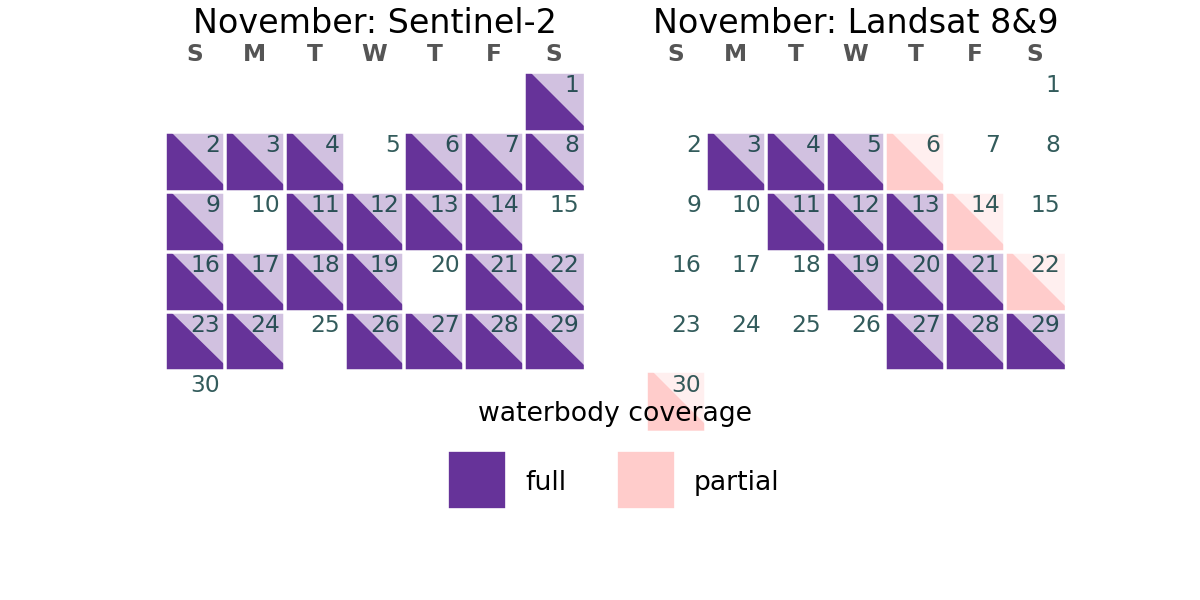 November: Sentinel-2
S M T W T F S
1
2 3 4 5 6 7 8
9 10 11 12 13 14 15
16 17 18 19 20 21 22
23 24 25 26 27 28 29
30
November: Landsat 8&9
S M T W T F S
1
2 3 4 5 6 7 8
9 10 11 12 13 14 15
16 17 18 19 20 21 22
23 24 25 26 27 28 29
30
waterbody coverage
full partial